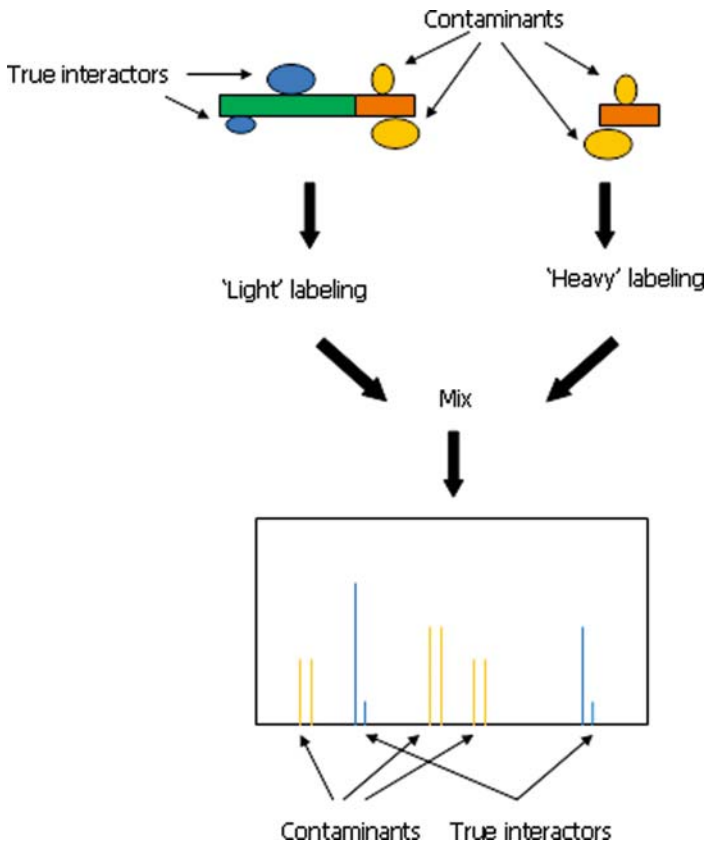 Contaminants
True interactors
‘Light’ labeling
‘Heavy’ labeling
Mix
Contaminants
True interactors